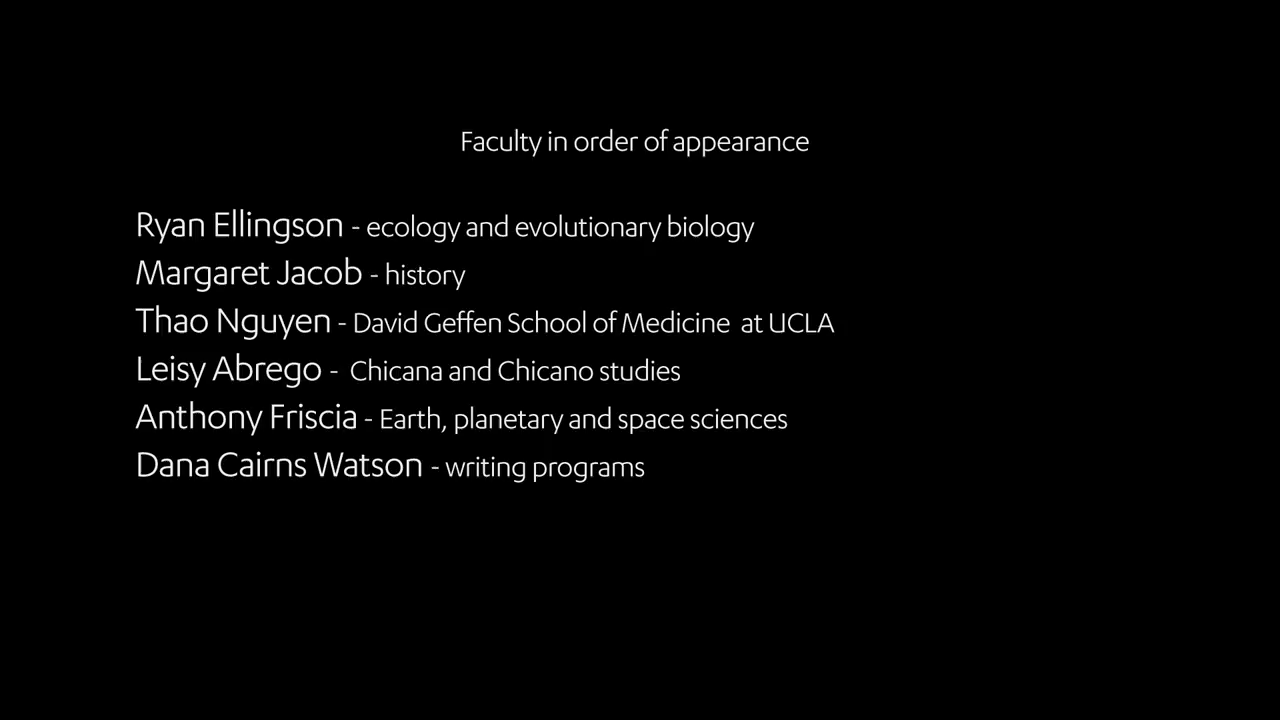 Faculty in order of appearance
Ryan Ellingson - ecology and evolutionary biology
Margaret Jacob - history
Thao Nguyen - David Geffen School of Medicine at UCLA
Leisy Abrego - Chicana and Chicano studies
Anthony Friscia - Earth, planetary and space sciences
Dana Cairns Watson - writing programs